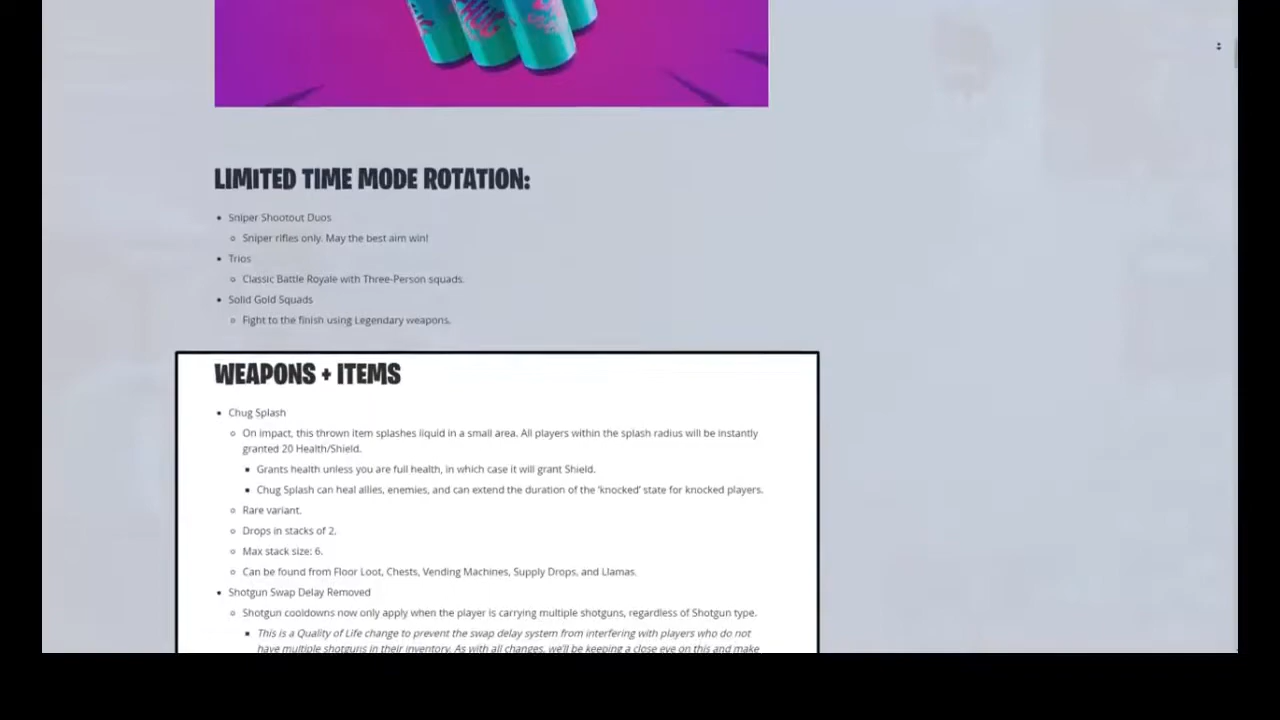 LIMITED TIME MODE ROTATION:
Sniper Shootout Duos
Sniper rifles only. May the best aim win!
Trios
Classic Battle Royale with Three-Person squads.
Solid Gold Squads
Fight to the finish using Legendary weapons.
WEAPONS + ITEMS
Chug Splash
On impact, this thrown item splashes liquid in a small area. All players within the splash radius will be instantly
granted 20 Health/Shield.
Grants health unless you are full health, in which case it will grant Shield.
Chug Splash can heal allies, enemies, and can extend the duration of the 'knocked' state for knocked players.
Rare variant.
Drops in stacks of 2.
Max stack size: 6.
Can be found from Floor Loot, Chests, Vending Machines, Supply Drops, and Llamas.
Shotgun Swap Delay Removed
Shotgun cooldowns now only apply when the player is carrying multiple shotguns, regardless of Shotgun type.
This is a Quality of Life change to prevent the swap delay system from interfering with players who do not
have multiple shotguns in their inventory. As with all changes, we'll be keeping a close eye on this and make